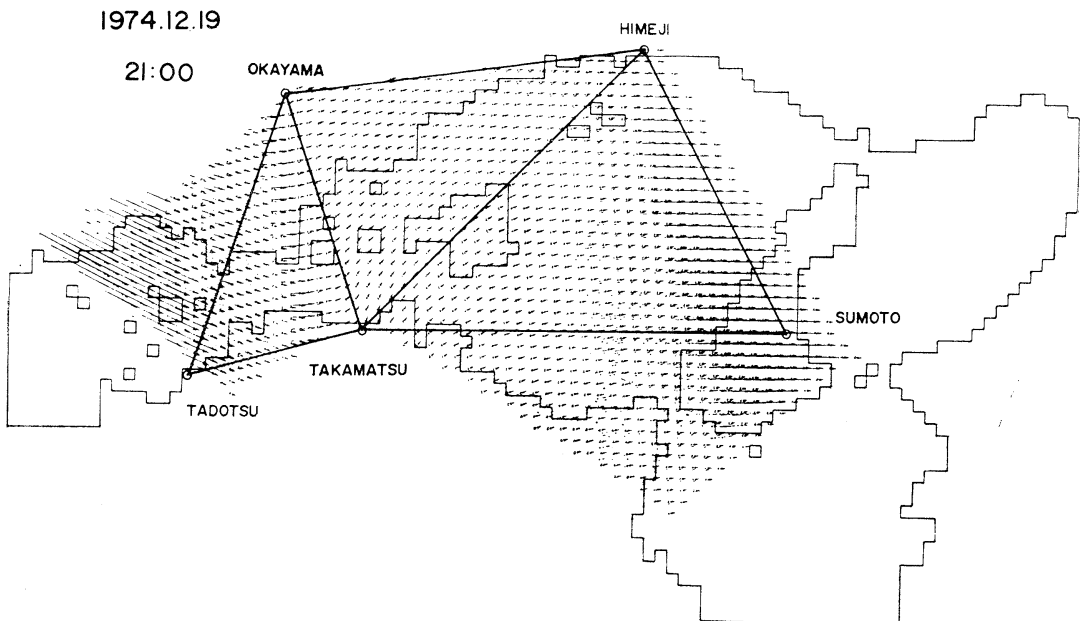 1974.12.19
21:00
HIMEJI
OKAYAMA
SUMOTO
TAKAMATSU
TADOTSU